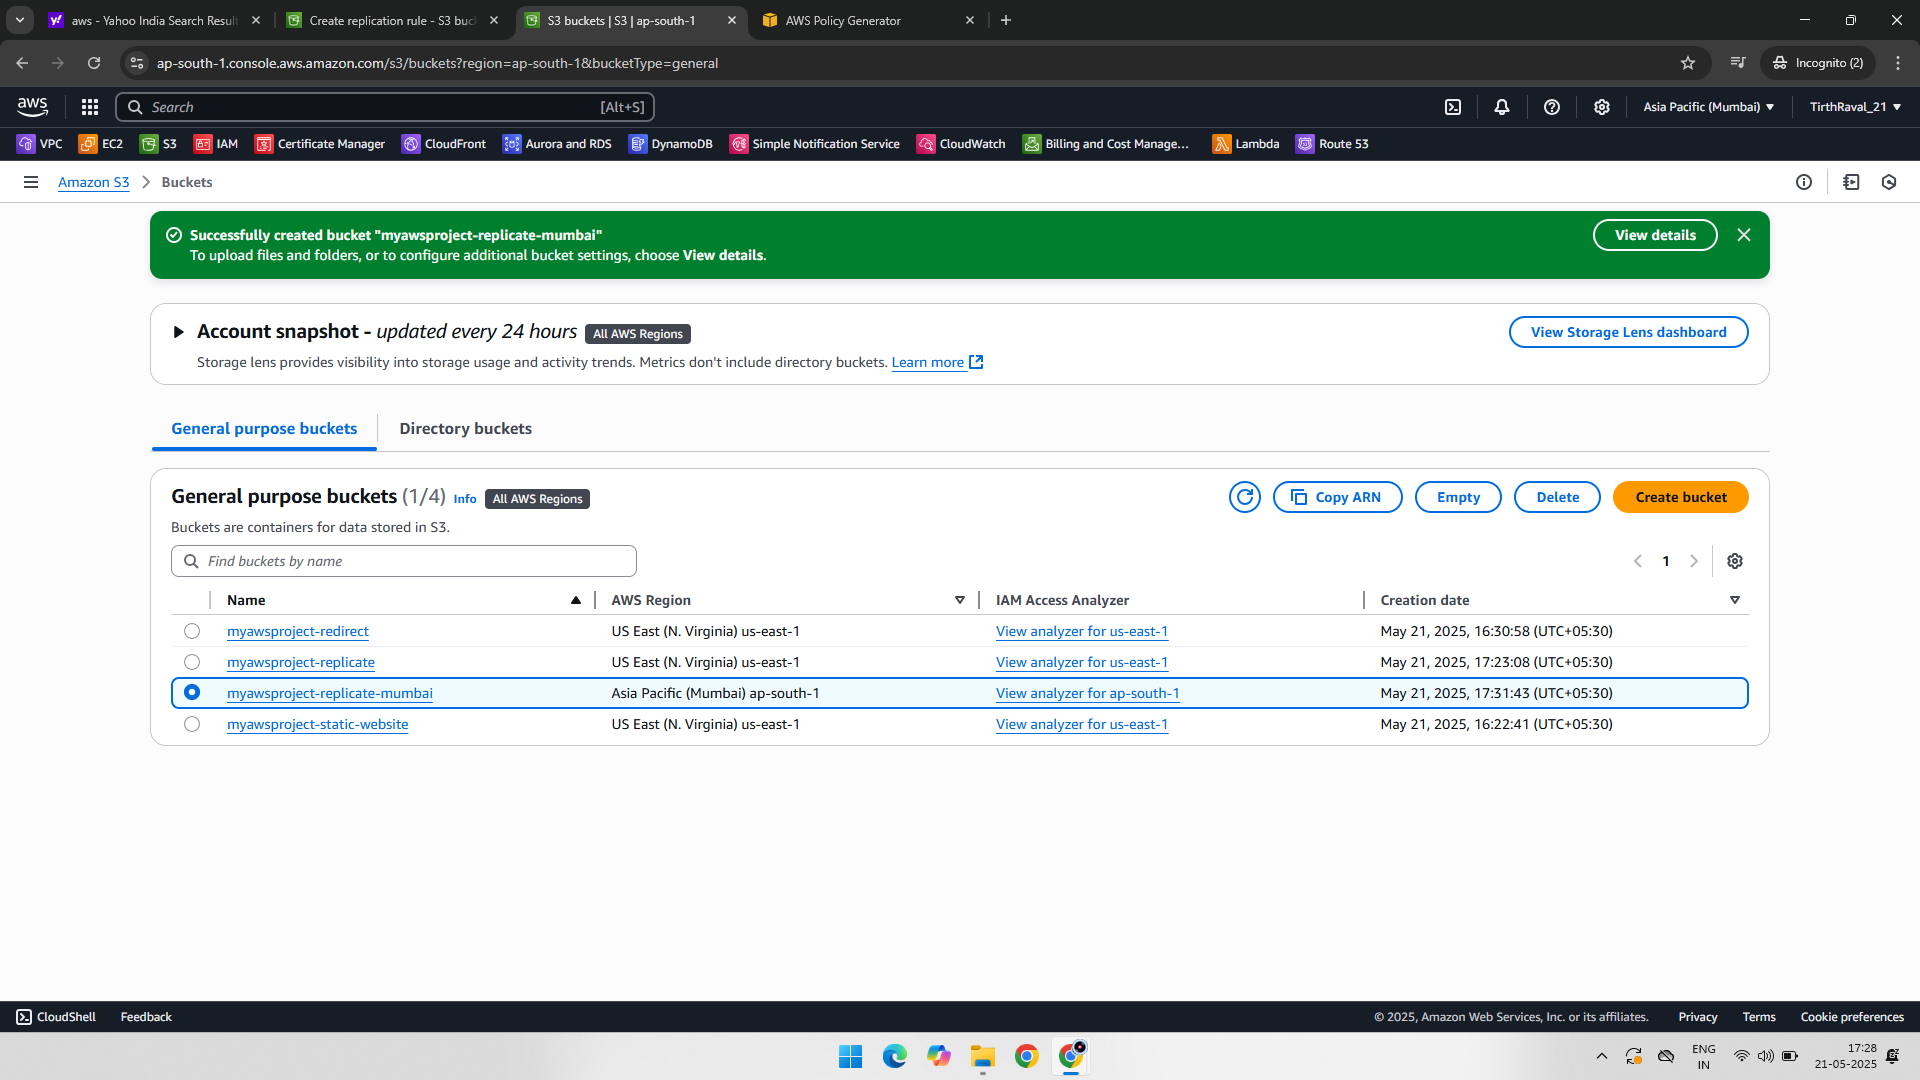 aws - Yahoo India Search Result
Create replication rule - S3 buc
S3 buckets | S3 | ap-south-1
AWS Policy Generator
ap-south-1.console.aws.amazon.com/s3/buckets?region=ap-south-1&bucketType=general
Incognito (2)
aws
Search
[Alt+S]
Asia Pacific (Mumbai)
TirthRaval_21
VPC
EC2
S3
IAM
Certificate Manager
CloudFront
Aurora and RDS
DynamoDB
Simple Notification Service
CloudWatch
Billing and Cost Manage...
Lambda
Route 53
Amazon S3
Buckets
Successfully created bucket "myawsproject-replicate-mumbai"
To upload files and folders, or to configure additional bucket settings, choose View details.
View details
Account snapshot - updated every 24 hours
All AWS Regions
View Storage Lens dashboard
Storage lens provides visibility into storage usage and activity trends. Metrics don't include directory buckets. Learn more
General purpose buckets
Directory buckets
General purpose buckets (1/4) Info
All AWS Regions
Copy ARN
Empty
Delete
Create bucket
Buckets are containers for data stored in S3.
Find buckets by name
1
Name
AWS Region
IAM Access Analyzer
Creation date
myawsproject-redirect
US East (N. Virginia) us-east-1
View analyzer for us-east-1
May 21, 2025, 16:30:58 (UTC+05:30)
myawsproject-replicate
US East (N. Virginia) us-east-1
View analyzer for us-east-1
May 21, 2025, 17:23:08 (UTC+05:30)
myawsproject-replicate-mumbai
Asia Pacific (Mumbai) ap-south-1
View analyzer for ap-south-1
May 21, 2025, 17:31:43 (UTC+05:30)
myawsproject-static-website
US East (N. Virginia) us-east-1
View analyzer for us-east-1
May 21, 2025, 16:22:41 (UTC+05:30)
CloudShell
Feedback
© 2025, Amazon Web Services, Inc. or its affiliates.
Privacy
Terms
Cookie preferences
ENG
IN
17:28
21-05-2025